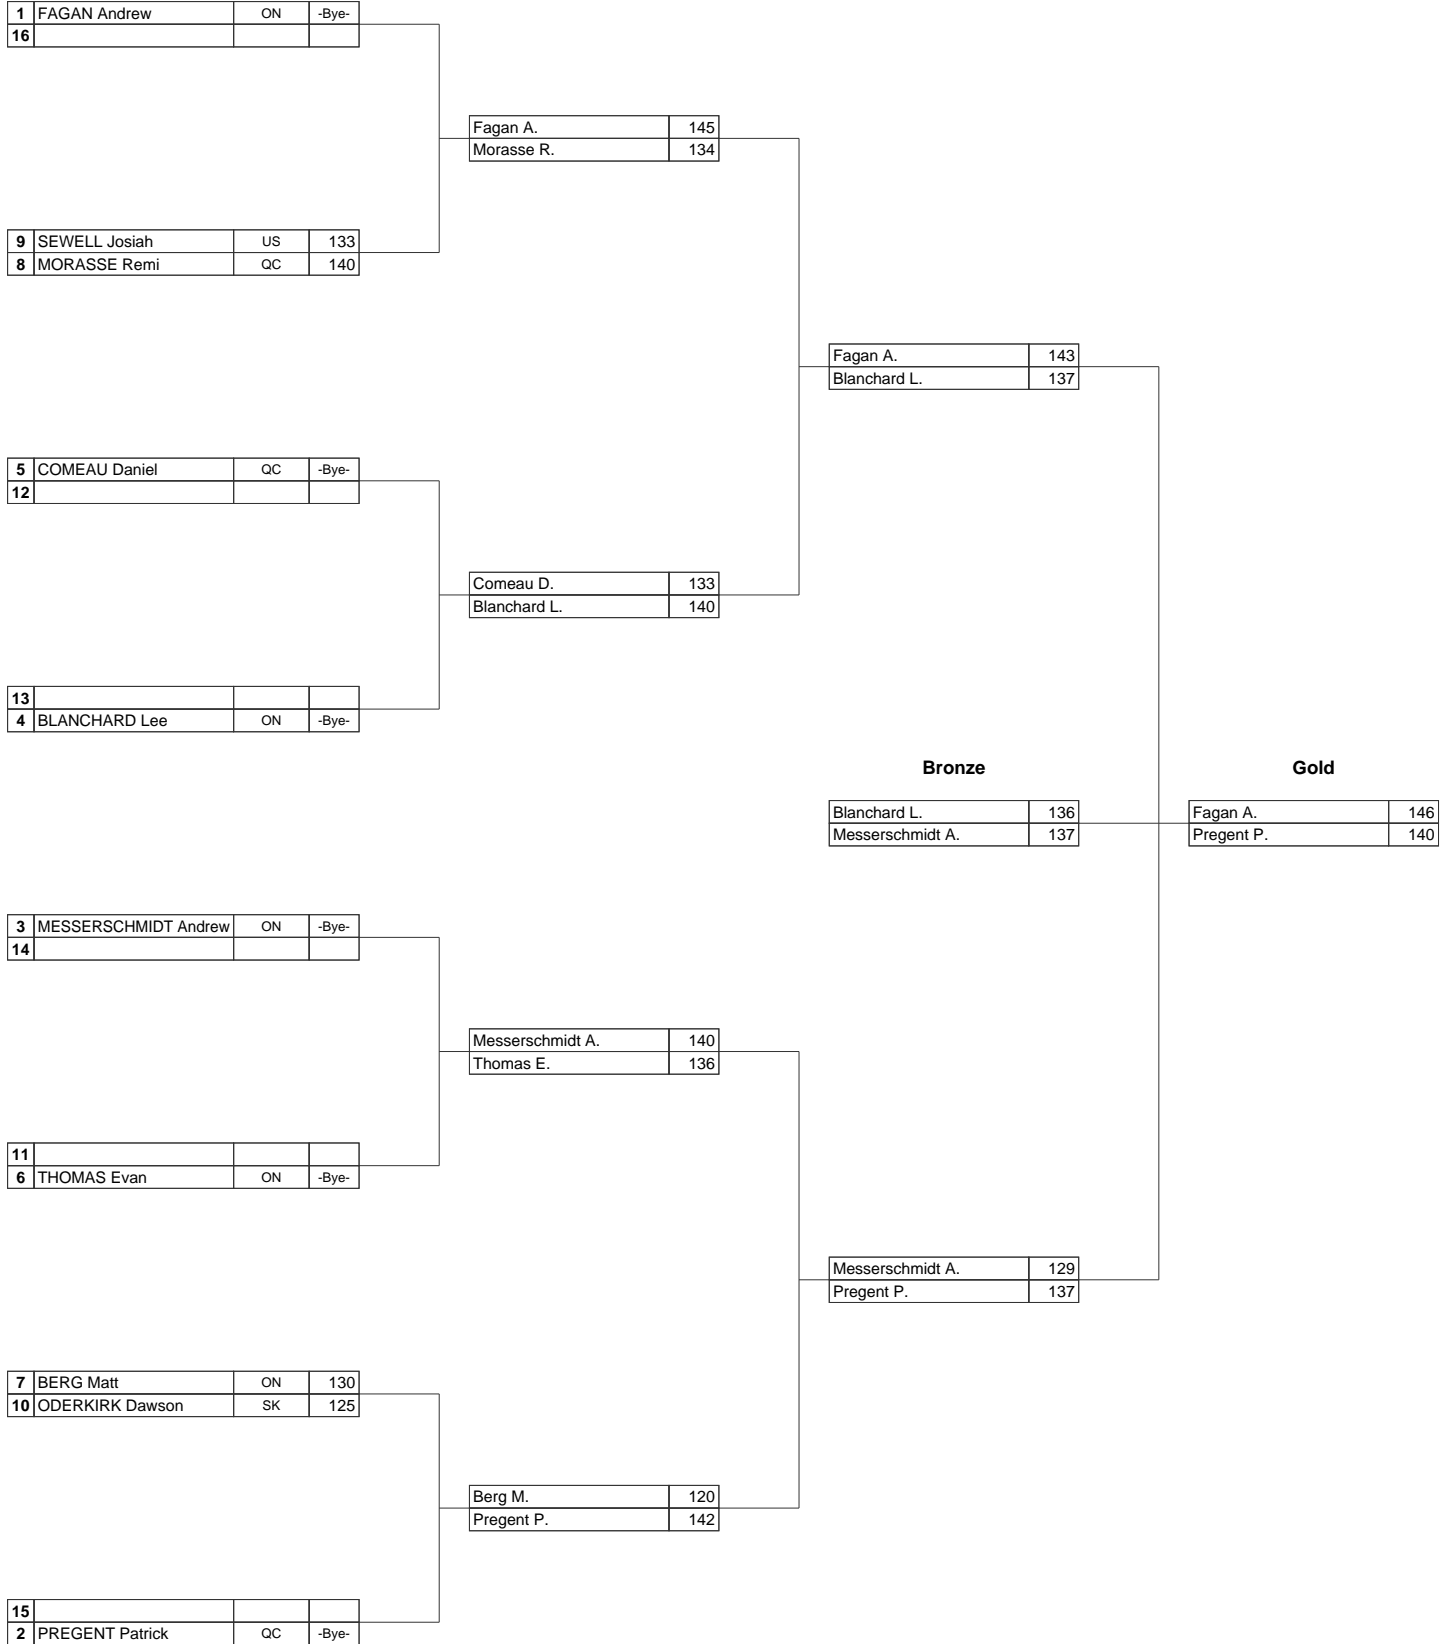 1 FAGAN Andrew ON -Bye-
16
Fagan A. 145
Morasse R. 134
9 SEWELL Josiah US 133
8 MORASSE Remi QC 140
Fagan A. 143
Blanchard L. 137
5 COMEAU Daniel QC -Bye-
12
Comeau D. 133
Blanchard L. 140
13
4 BLANCHARD Lee ON -Bye-
Bronze Gold
Blanchard L. 136 Fagan A. 146
Messerschmidt A. 137 Pregent P. 140
3 MESSERSCHMIDT Andrew ON -Bye-
14
Messerschmidt A. 140
Thomas E. 136
11
6 THOMAS Evan ON -Bye-
Messerschmidt A. 129
Pregent P. 137
7 BERG Matt ON 130
10 ODERKIRK Dawson SK 125
Berg M. 120
Pregent P. 142
15
2 PREGENT Patrick QC -Bye-